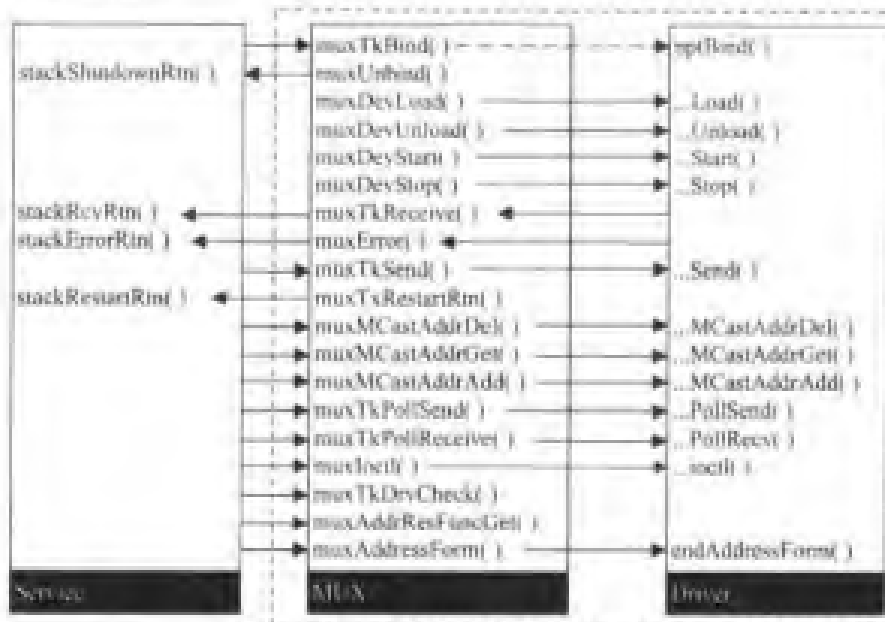 muxTkBind( ) nptBind( )
stackShutdownRtn( ) muxUnbind( )
muxDevLoad( ) ...Load( )
muxDevUnload( ) ...Unload( )
muxDevStart( ) ...Start( )
muxDevStop( ) ...Stop( )
stackRcvRtn( ) muxTkReceive( )
stackErrorRtn( ) muxError( )
muxTkSend( ) ...Send( )
stackRestartRtn( ) muxTxRestartRtn( )
muxMCastAddrDel( ) ...MCastAddrDel( )
muxMCastAddrGet( ) ...MCastAddrGet( )
muxMCastAddrAdd( ) ...MCastAddrAdd( )
muxTkPollSend( ) ...PollSend( )
muxTkPollReceive( ) ...PollRecv( )
muxIoctl( ) ...ioctl( )
muxTkDrvCheck( )
muxAddrResFuncGet( )
muxAddressForm( ) endAddressForm( )
Service MUX Driver